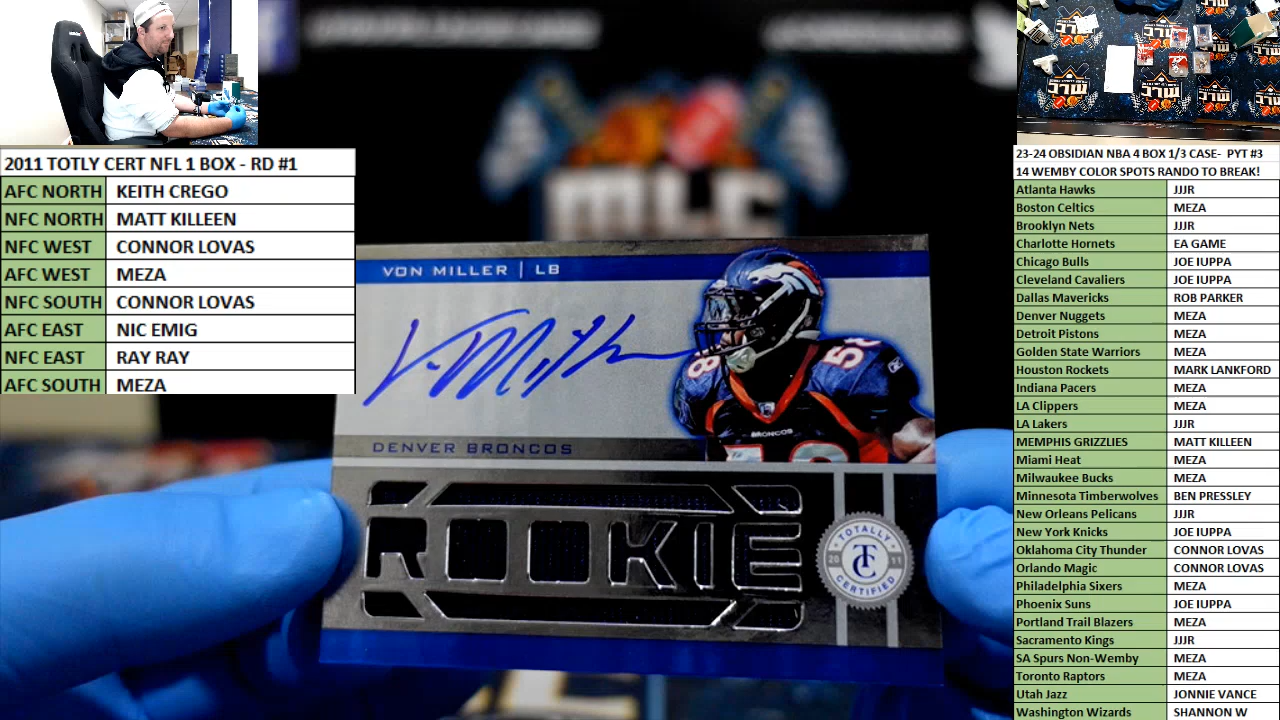 2011 TOTLY CERT NFL 1 BOX - RD #1
AFC NORTH KEITH CREGO
NFC NORTH MATT KILLEEN
NFC WEST CONNOR LOVAS
AFC WEST MEZA
NFC SOUTH CONNOR LOVAS
AFC EAST NIC EMIG
NFC EAST RAY RAY
AFC SOUTH MEZA
MLC
VON MILLER | LB
58
BRONCOS
DENVER BRONCOS
ROOKIE
TOTALLY
20 TC 11
CERTIFIED
23-24 OBSIDIAN NBA 4 BOX 1/3 CASE- PYT #3
14 WEMBY COLOR SPOTS RANDO TO BREAK!
Atlanta Hawks JJJR
Boston Celtics MEZA
Brooklyn Nets JJJR
Charlotte Hornets EA GAME
Chicago Bulls JOE IUPPA
Cleveland Cavaliers JOE IUPPA
Dallas Mavericks ROB PARKER
Denver Nuggets MEZA
Detroit Pistons MEZA
Golden State Warriors MEZA
Houston Rockets MARK LANKFORD
Indiana Pacers MEZA
LA Clippers MEZA
LA Lakers JJJR
MEMPHIS GRIZZLIES MATT KILLEEN
Miami Heat MEZA
Milwaukee Bucks MEZA
Minnesota Timberwolves BEN PRESSLEY
New Orleans Pelicans JJJR
New York Knicks JOE IUPPA
Oklahoma City Thunder CONNOR LOVAS
Orlando Magic CONNOR LOVAS
Philadelphia Sixers MEZA
Phoenix Suns JOE IUPPA
Portland Trail Blazers MEZA
Sacramento Kings JJJR
SA Spurs Non-Wemby MEZA
Toronto Raptors MEZA
Utah Jazz JONNIE VANCE
Washington Wizards SHANNON W